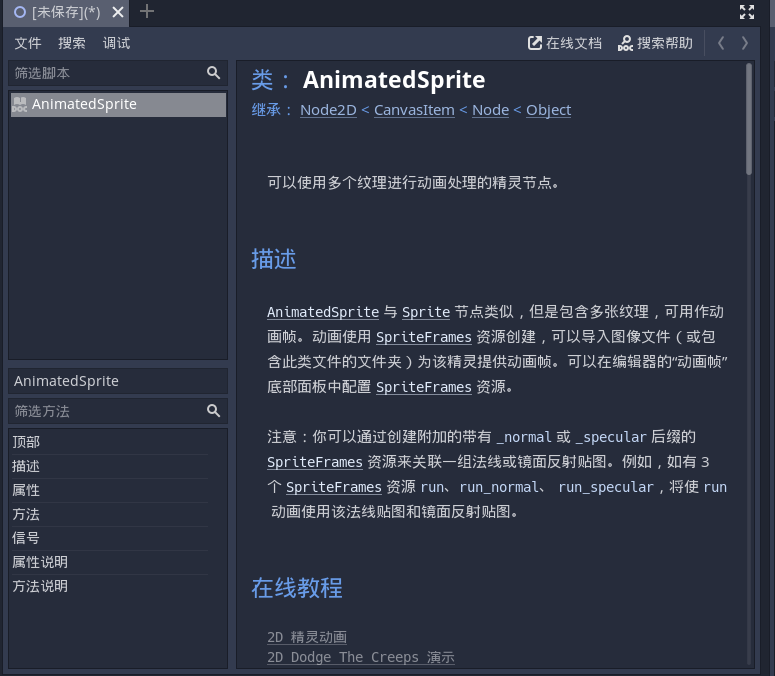 [未保存](*)
文件 搜索 调试
在线文档 搜索帮助
筛选脚本
AnimatedSprite
AnimatedSprite
筛选方法
顶部
描述
属性
方法
信号
属性说明
方法说明
类： AnimatedSprite
继承： Node2D < CanvasItem < Node < Object
可以使用多个纹理进行动画处理的精灵节点。
描述
AnimatedSprite 与 Sprite 节点类似，但是包含多张纹理，可用作动
画帧。动画使用 SpriteFrames 资源创建，可以导入图像文件（或包
含此类文件的文件夹）为该精灵提供动画帧。可以在编辑器的“动画帧”
底部面板中配置 SpriteFrames 资源。
注意：你可以通过创建附加的带有 _normal 或 _specular 后缀的
SpriteFrames 资源来关联一组法线或镜面反射贴图。例如，如有 3
个 SpriteFrames 资源 run、run_normal、 run_specular，将使 run
动画使用该法线贴图和镜面反射贴图。
在线教程
2D 精灵动画
2D Dodge The Creeps 演示